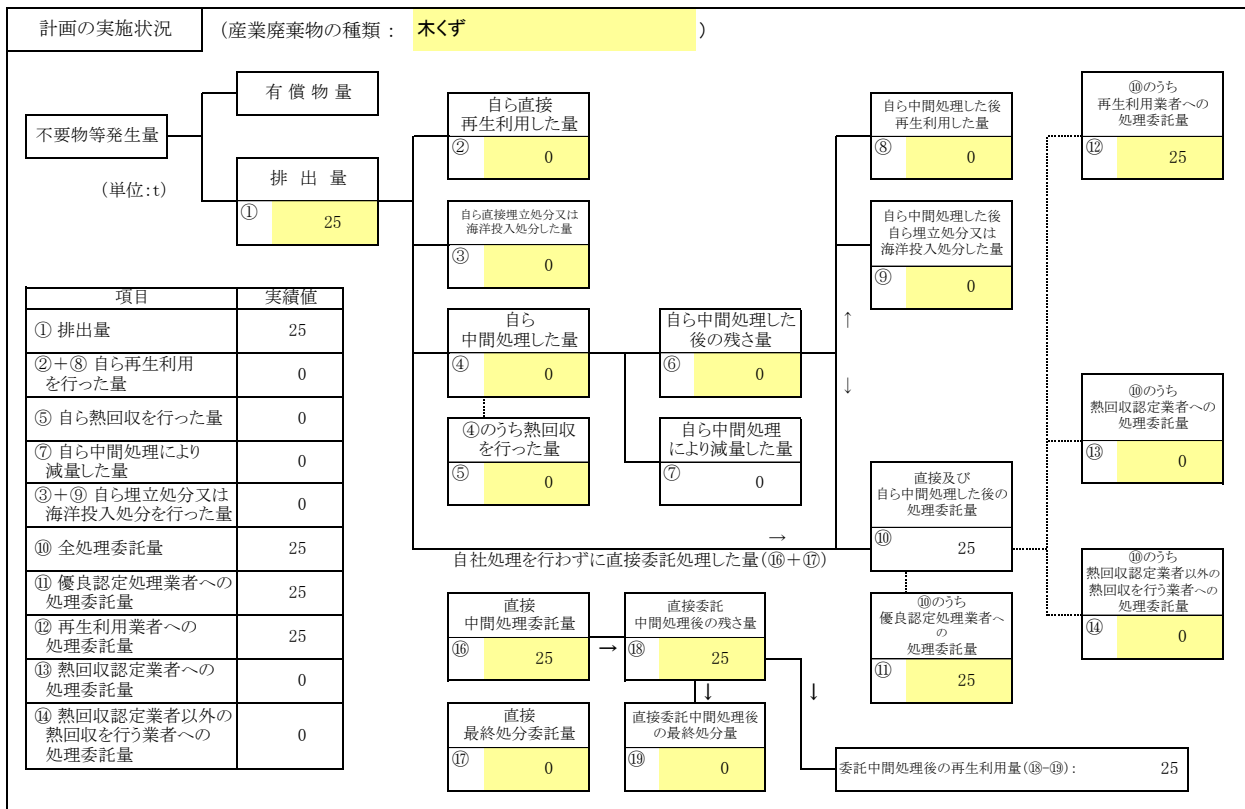 計画の実施状況
(産業廃棄物の種類 : 木くず )
不要物等発生量
(単位:t)
有 償 物 量
排 出 量
① 25
自ら直接
再生利用した量
② 0
自ら直接埋立処分又は
海洋投入処分した量
③ 0
自ら
中間処理した量
④ 0
④のうち熱回収
を行った量
⑤ 0
自ら中間処理した
後の残さ量
⑥ 0
自ら中間処理
により減量した量
⑦ 0
自ら中間処理した後
再生利用した量
⑧ 0
自ら中間処理した後
自ら埋立処分又は
海洋投入処分した量
⑨ 0
↑
↓
直接及び
自ら中間処理した後の
処理委託量
⑩ 25
→
自社処理を行わずに直接委託処理した量(⑯+⑰)
⑩のうち
優良認定処理業者へ
の
処理委託量
⑪ 25
⑩のうち
再生利用業者への
処理委託量
⑫ 25
⑩のうち
熱回収認定業者への
処理委託量
⑬ 0
⑩のうち
熱回収認定業者以外の
熱回収を行う業者への
処理委託量
⑭ 0
直接
中間処理委託量
⑯ 25
→
直接委託
中間処理後の残さ量
⑱ 25
↓
↓
直接
最終処分委託量
⑰ 0
直接委託中間処理後
の最終処分量
⑲ 0
委託中間処理後の再生利用量(⑱-⑲) : 25
項目 実績値
① 排出量 25
②+⑧ 自ら再生利用
を行った量 0
⑤ 自ら熱回収を行った量 0
⑦ 自ら中間処理により
減量した量 0
③+⑨ 自ら埋立処分又は
海洋投入処分を行った量 0
⑩ 全処理委託量 25
⑪ 優良認定処理業者への
処理委託量 25
⑫ 再生利用業者への
処理委託量 25
⑬ 熱回収認定業者への
処理委託量 0
⑭ 熱回収認定業者以外の
熱回収を行う業者への
処理委託量 0